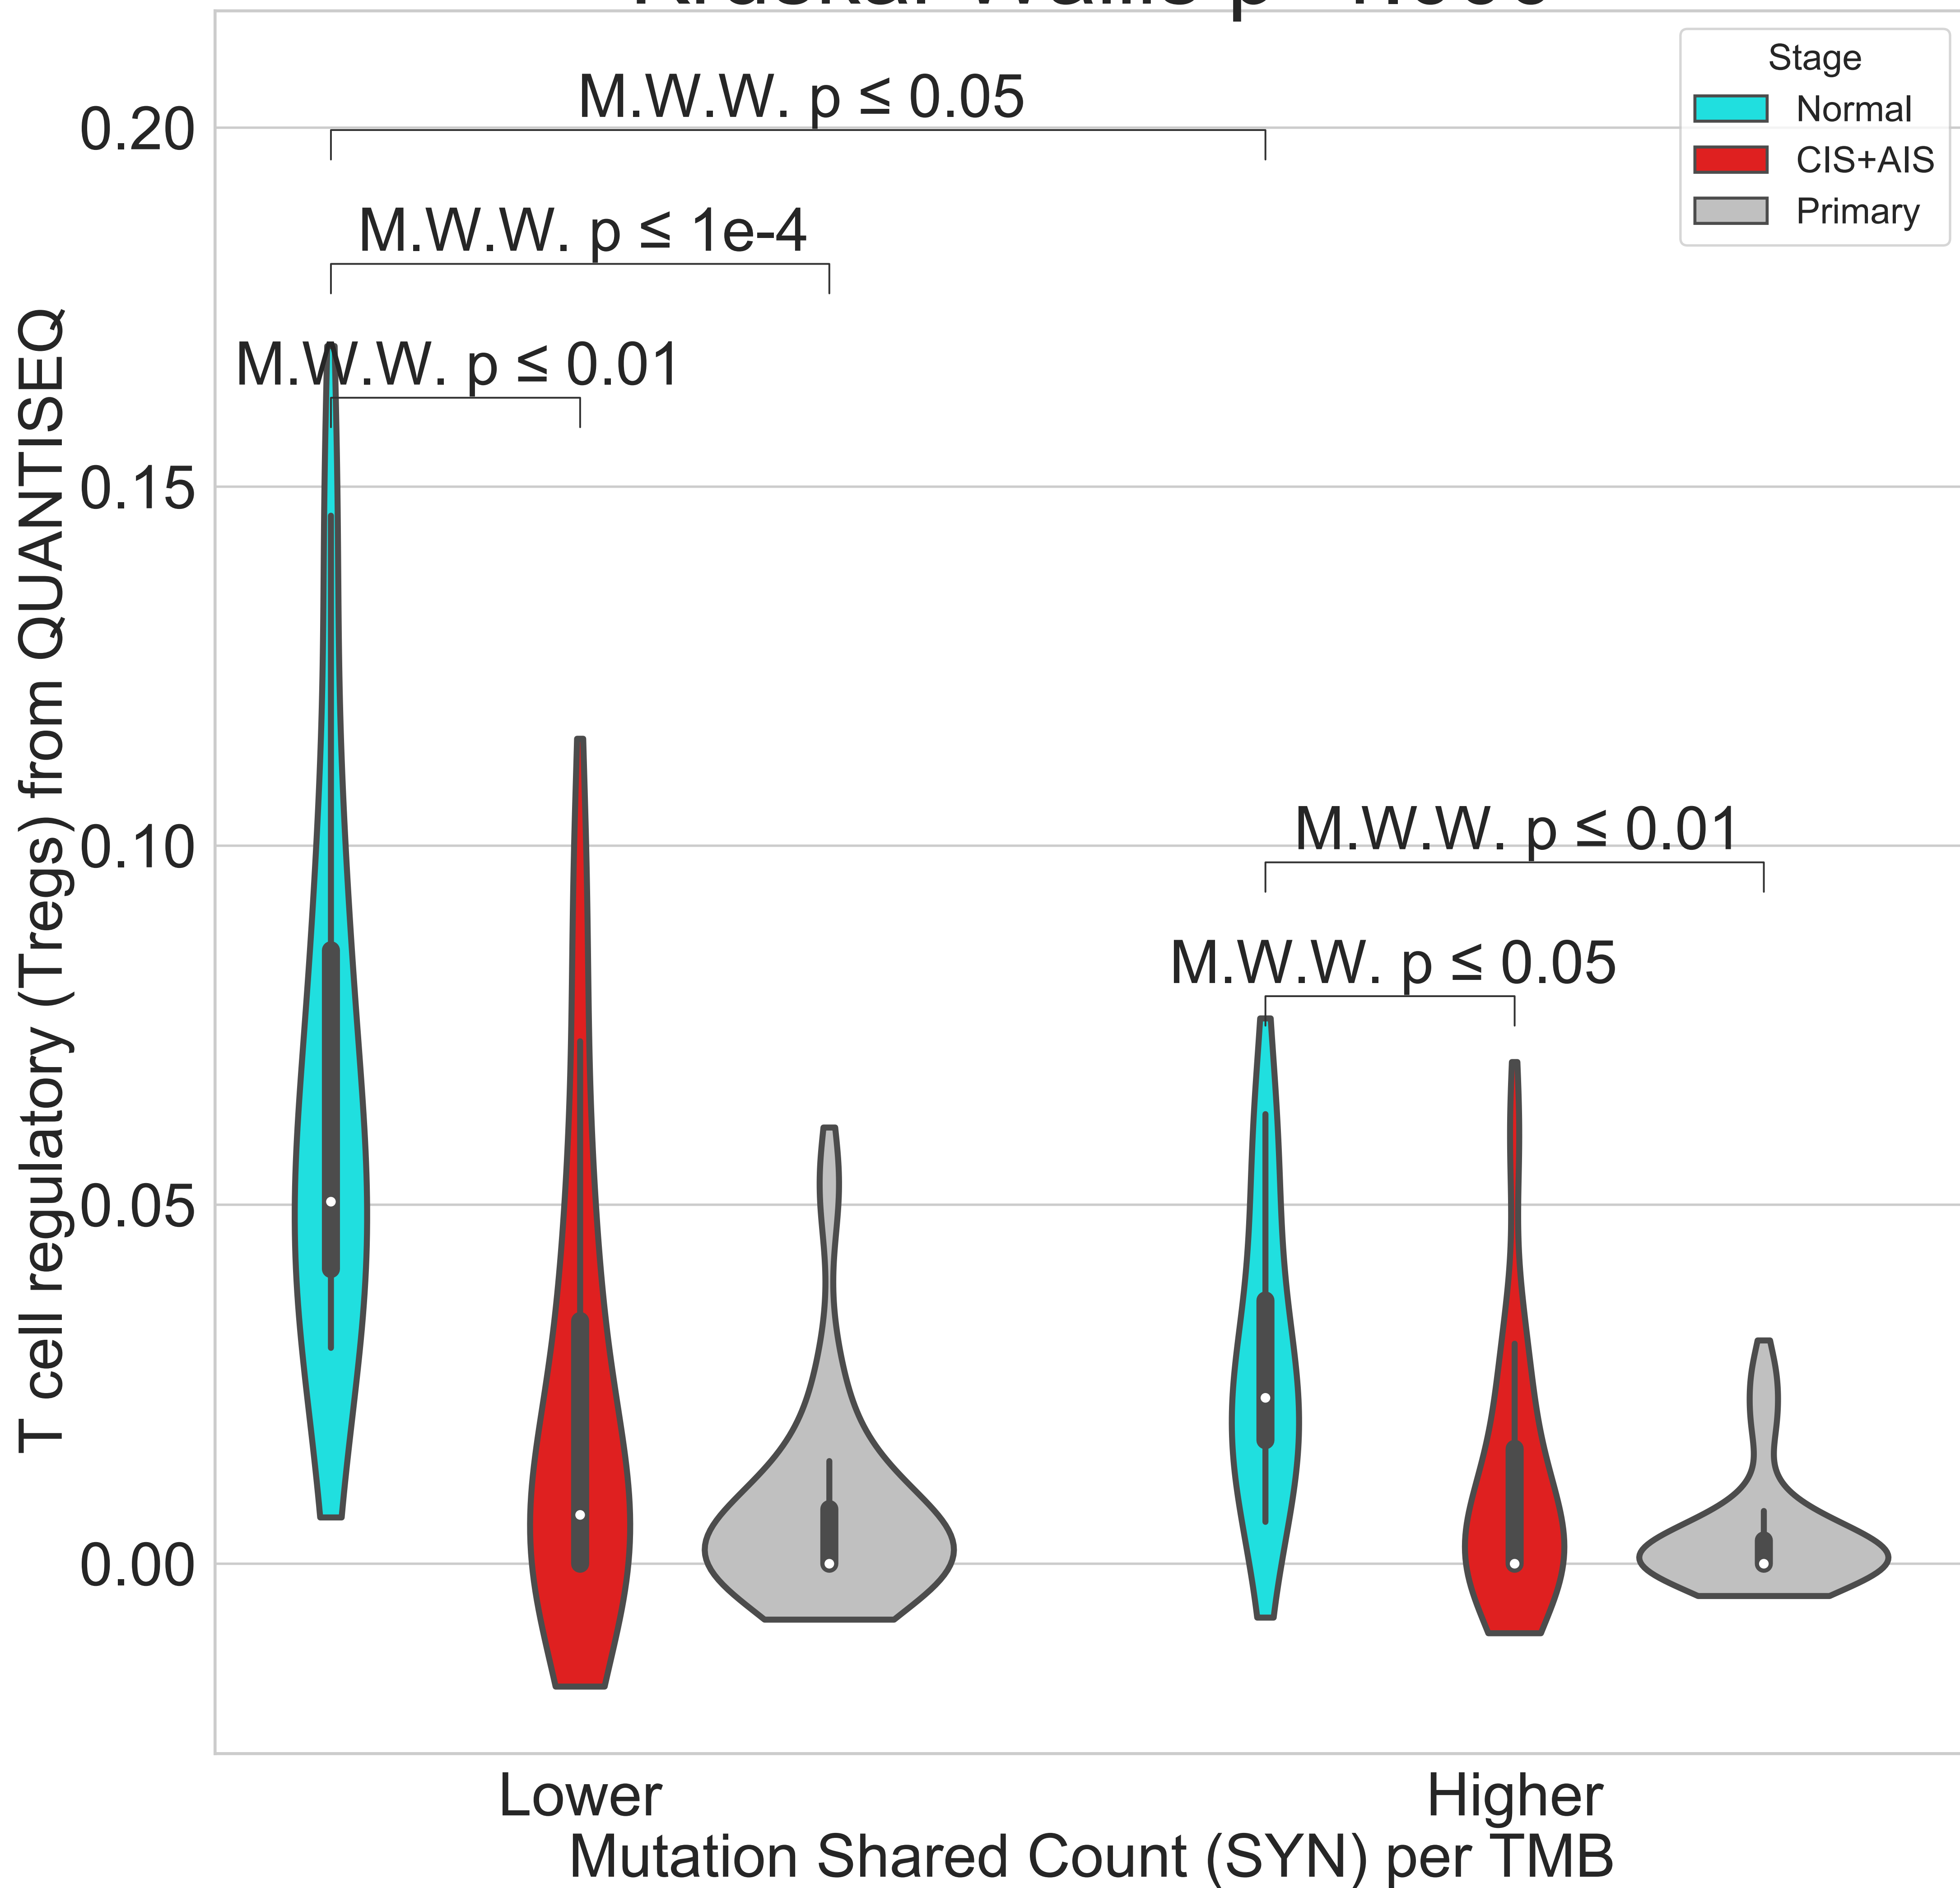 M.W.W. p ≤ 0.05
M.W.W. p ≤ 1e-4
M.W.W. p ≤ 0.01
M.W.W. p ≤ 0.01
M.W.W. p ≤ 0.05
Stage
Normal
CIS+AIS
Primary
T cell regulatory (Tregs) from QUANTISEQ
0.20
0.15
0.10
0.05
0.00
Lower
Higher
Mutation Shared Count (SYN) per TMB